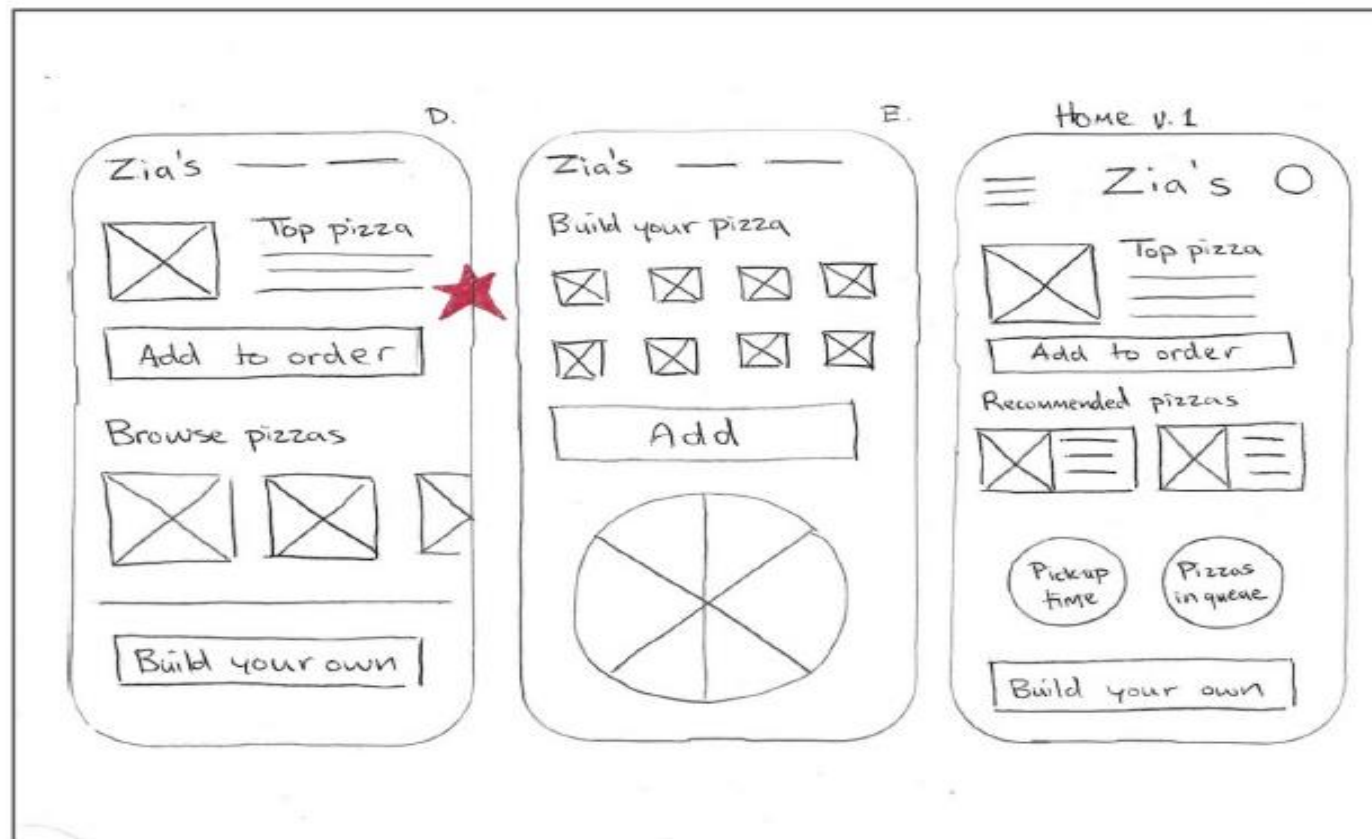 D.
Zia's
Top pizza
Add to order
Browse pizzas
Build your own
E.
Zia's
Build your pizza
Add
Home v.1
Zia's
Top pizza
Add to order
Recommended pizzas
Pickup
time
Pizzas
in queue
Build your own